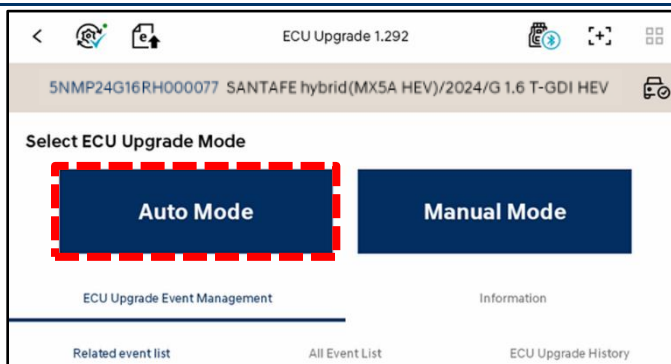 ECU Upgrade 1.292
5NMP24G16RH000077 SANTAFE hybrid(MX5A HEV)/2024/G 1.6 T-GDI HEV
Select ECU Upgrade Mode
Auto Mode Manual Mode
ECU Upgrade Event Management Information
Related event list All Event List ECU Upgrade History